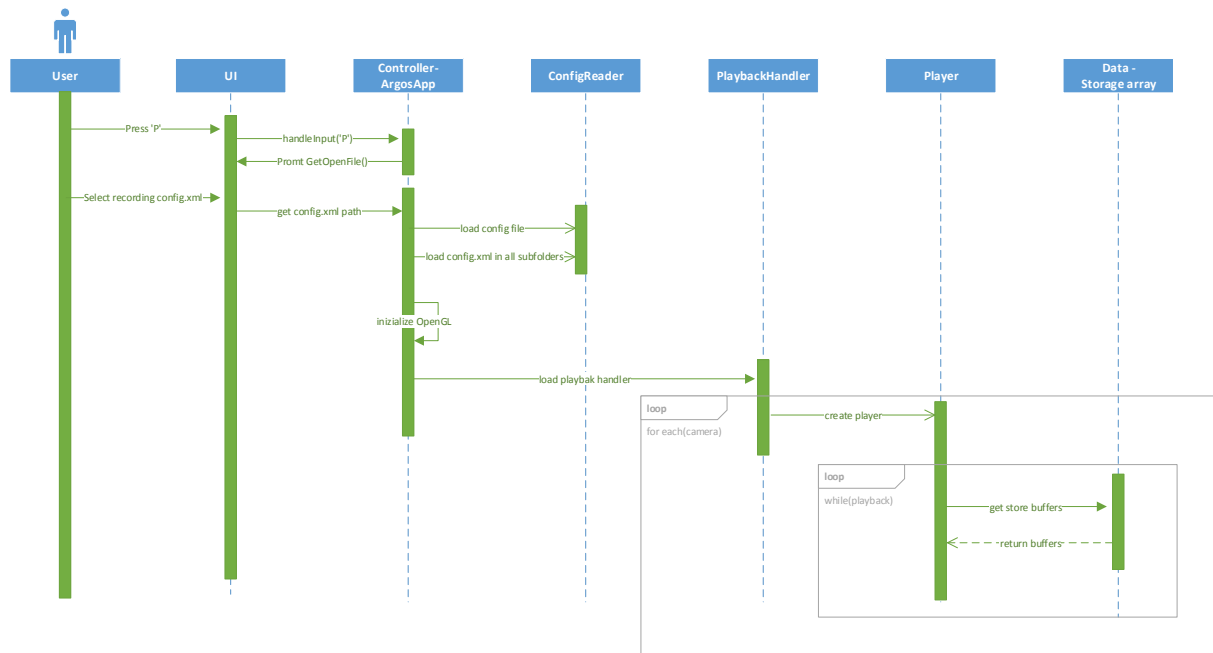 User
UI
Controller-
ArgosApp
ConfigReader
PlaybackHandler
Player
Data -
Storage array
Press 'P'
handleInput('P')
Promt GetOpenFile()
Select recording config.xml
get config.xml path
load config file
load config.xml in all subfolders
inizialize OpenGL
load playbak handler
loop
for each(camera)
create player
loop
while(playback)
get store buffers
return buffers